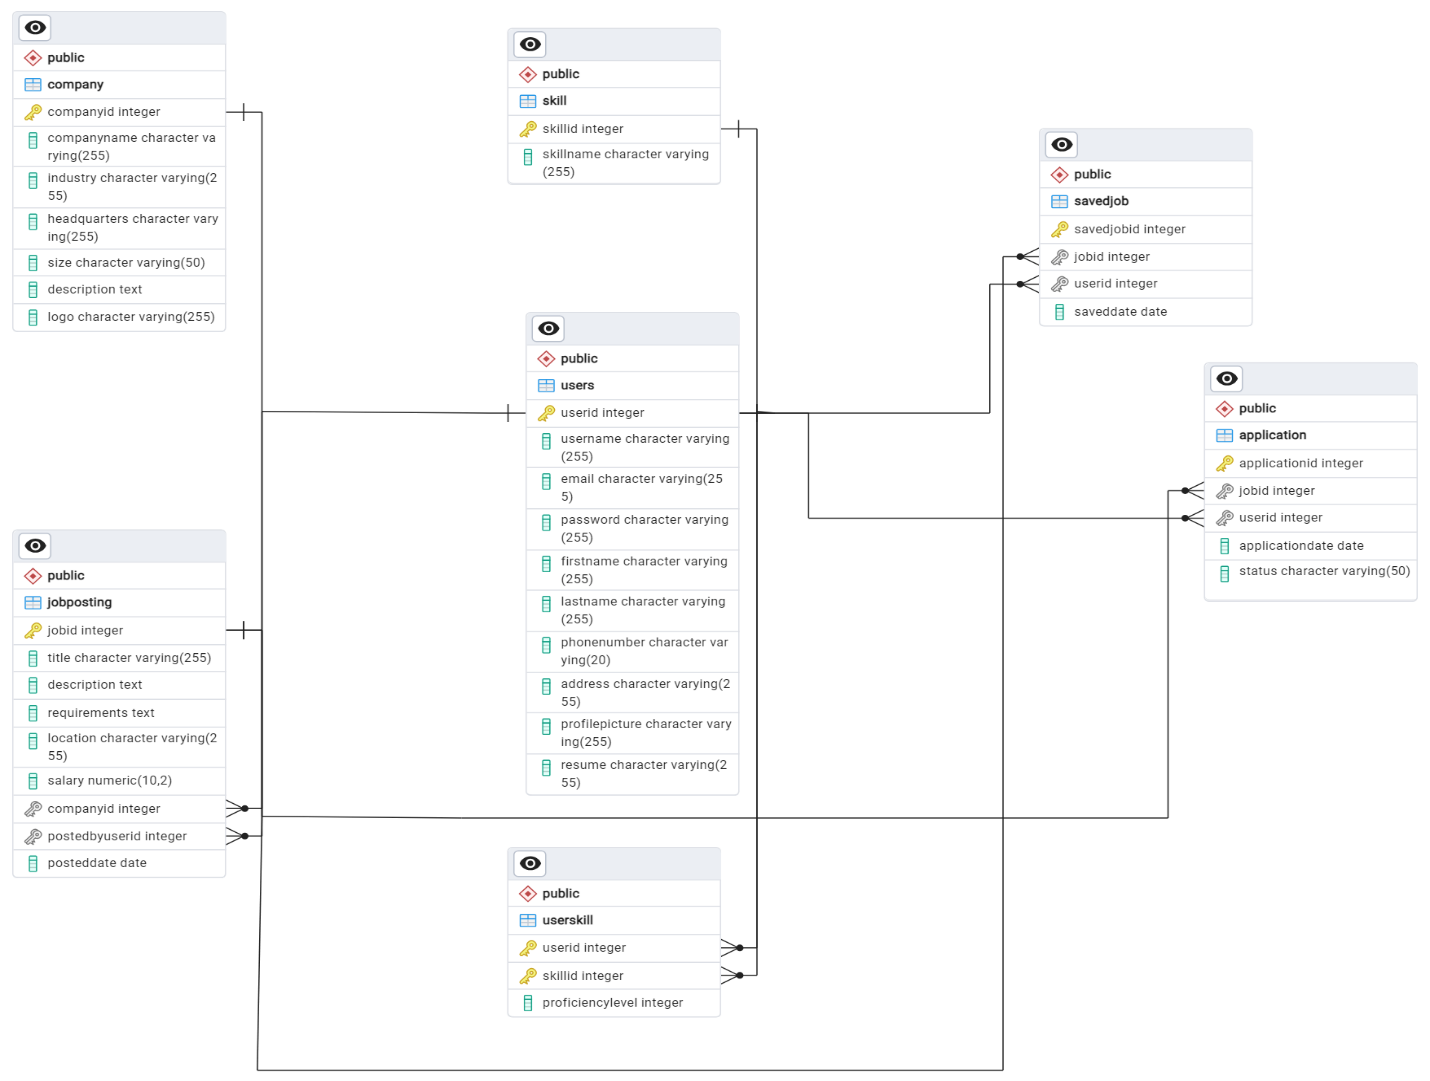 public
company
companyid integer
companyname character va
rying(255)
industry character varying(2
55)
headquarters character vary
ing(255)
size character varying(50)
description text
logo character varying(255)
public
skill
skillid integer
skillname character varying
(255)
public
savedjob
savedjobid integer
jobid integer
userid integer
saveddate date
public
users
userid integer
username character varying
(255)
email character varying(25
5)
password character varying
(255)
firstname character varying
(255)
lastname character varying
(255)
phonenumber character var
ying(20)
address character varying(2
55)
profilepicture character vary
ing(255)
resume character varying(2
55)
public
application
applicationid integer
jobid integer
userid integer
applicationdate date
status character varying(50)
public
jobposting
jobid integer
title character varying(255)
description text
requirements text
location character varying(2
55)
salary numeric(10,2)
companyid integer
postedbyuserid integer
posteddate date
public
userskill
userid integer
skillid integer
proficiencylevel integer